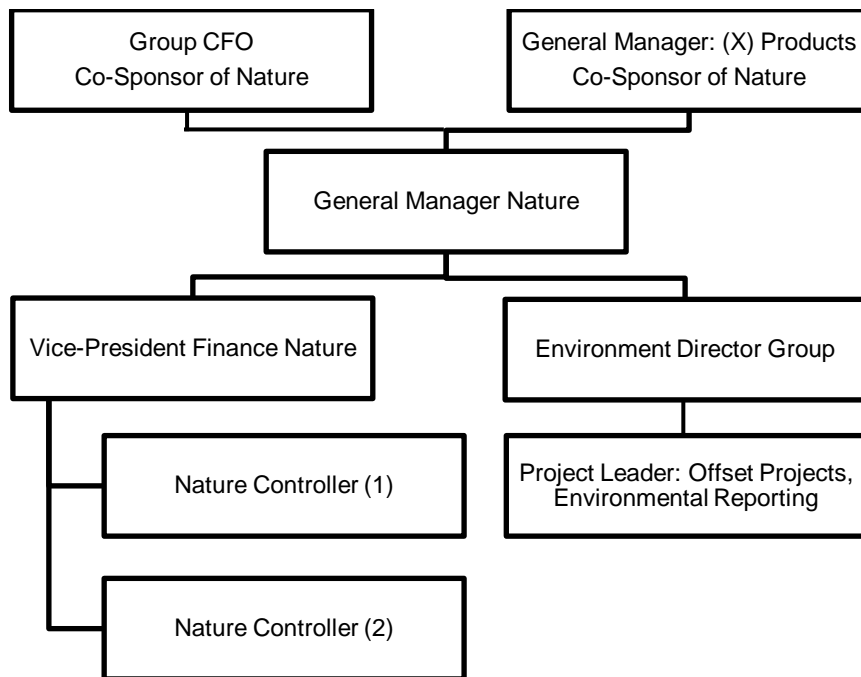 Group CFO
Co-Sponsor of Nature
General Manager: (X) Products
Co-Sponsor of Nature
General Manager Nature
Vice-President Finance Nature
Environment Director Group
Nature Controller (1)
Project Leader: Offset Projects,
Environmental Reporting
Nature Controller (2)